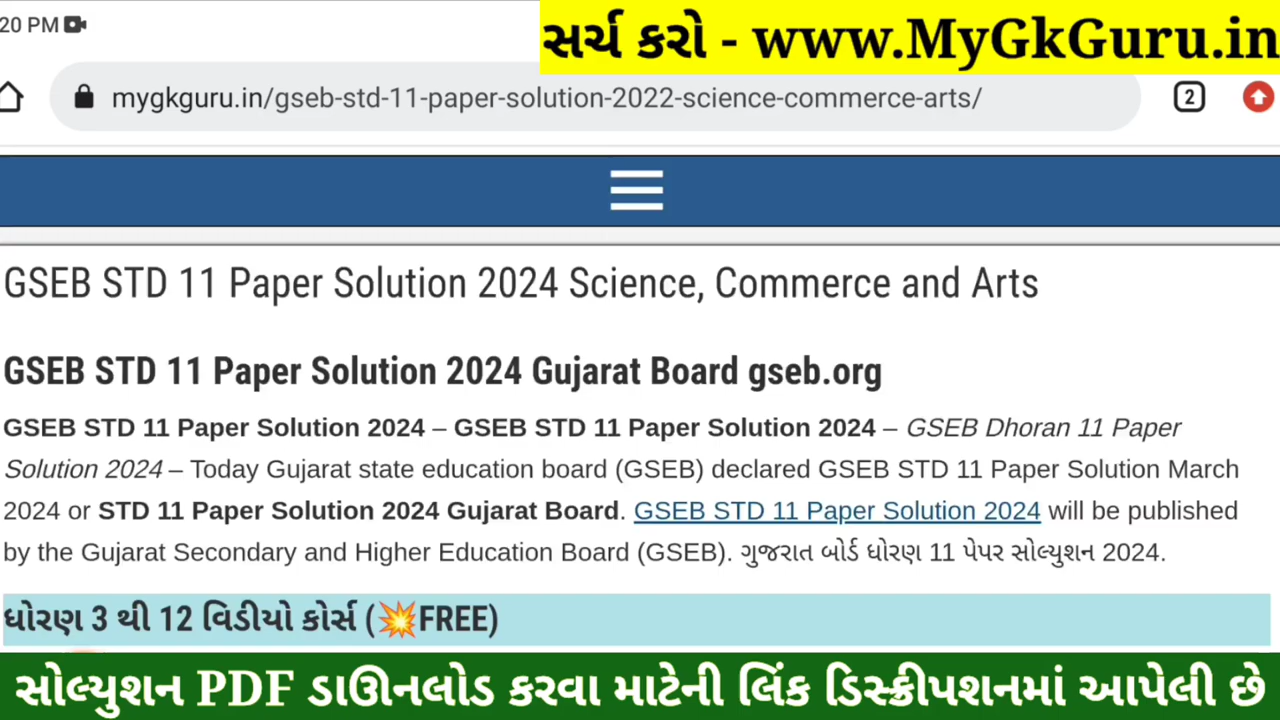 20 PM
સર્ચ કરો - www.MyGkGuru.in
mygkguru.in/gseb-std-11-paper-solution-2022-science-commerce-arts/
2
GSEB STD 11 Paper Solution 2024 Science, Commerce and Arts
GSEB STD 11 Paper Solution 2024 Gujarat Board gseb.org
GSEB STD 11 Paper Solution 2024 – GSEB STD 11 Paper Solution 2024 – GSEB Dhoran 11 Paper
Solution 2024 – Today Gujarat state education board (GSEB) declared GSEB STD 11 Paper Solution March
2024 or STD 11 Paper Solution 2024 Gujarat Board. GSEB STD 11 Paper Solution 2024 will be published
by the Gujarat Secondary and Higher Education Board (GSEB). ગુજરાત બોર્ડ ધોરણ 11 પેપર સોલ્યુશન 2024.
ધોરણ 3 થી 12 વિડીયો કોર્સ (💥FREE)
સોલ્યુશન PDF ડાઊનલોડ કરવા માટેની લિંક ડિસ્ક્રીપશનમાં આપેલી છે